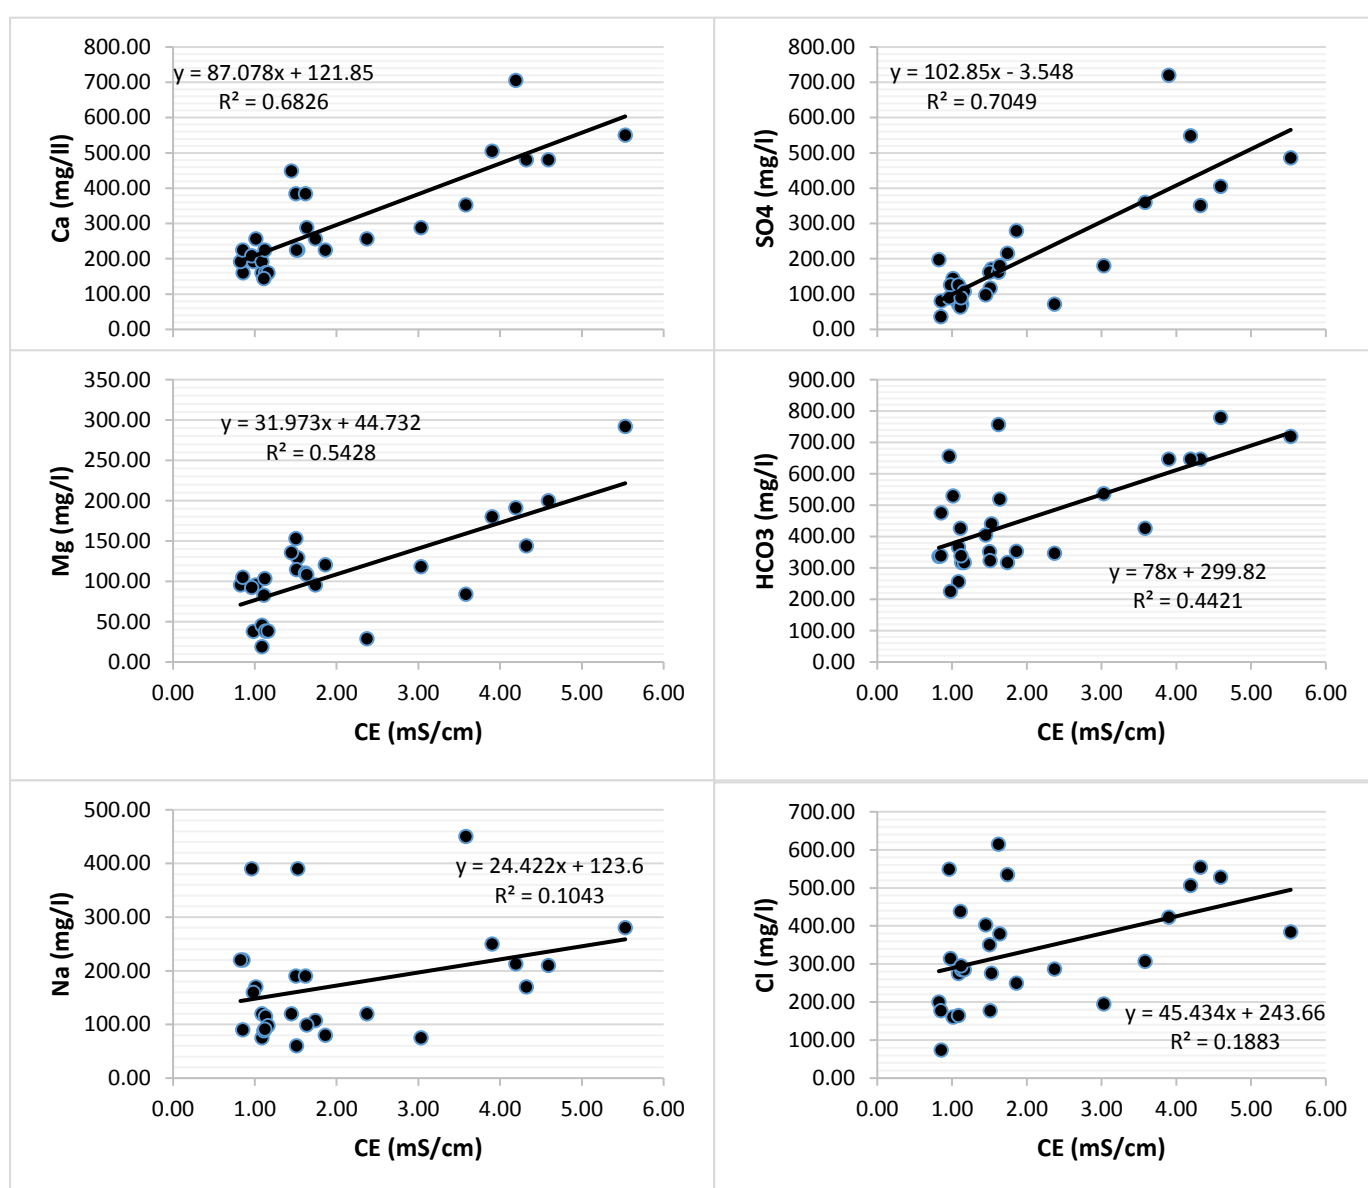 800.00
700.00
600.00
500.00
400.00
300.00
200.00
100.00
0.00
Ca (mg/ll)
y = 87.078x + 121.85
R² = 0.6826
800.00
700.00
600.00
500.00
400.00
300.00
200.00
100.00
0.00
SO4 (mg/l)
y = 102.85x - 3.548
R² = 0.7049
350.00
300.00
250.00
200.00
150.00
100.00
50.00
0.00
Mg (mg/l)
y = 31.973x + 44.732
R² = 0.5428
0.00 1.00 2.00 3.00 4.00 5.00 6.00
CE (mS/cm)
900.00
800.00
700.00
600.00
500.00
400.00
300.00
200.00
100.00
0.00
HCO3 (mg/l)
y = 78x + 299.82
R² = 0.4421
0.00 1.00 2.00 3.00 4.00 5.00 6.00
CE (mS/cm)
500.00
400.00
300.00
200.00
100.00
0.00
Na (mg/l)
y = 24.422x + 123.6
R² = 0.1043
0.00 1.00 2.00 3.00 4.00 5.00 6.00
CE (mS/cm)
700.00
600.00
500.00
400.00
300.00
200.00
100.00
0.00
Cl (mg/l)
y = 45.434x + 243.66
R² = 0.1883
0.00 1.00 2.00 3.00 4.00 5.00 6.00
CE (mS/cm)